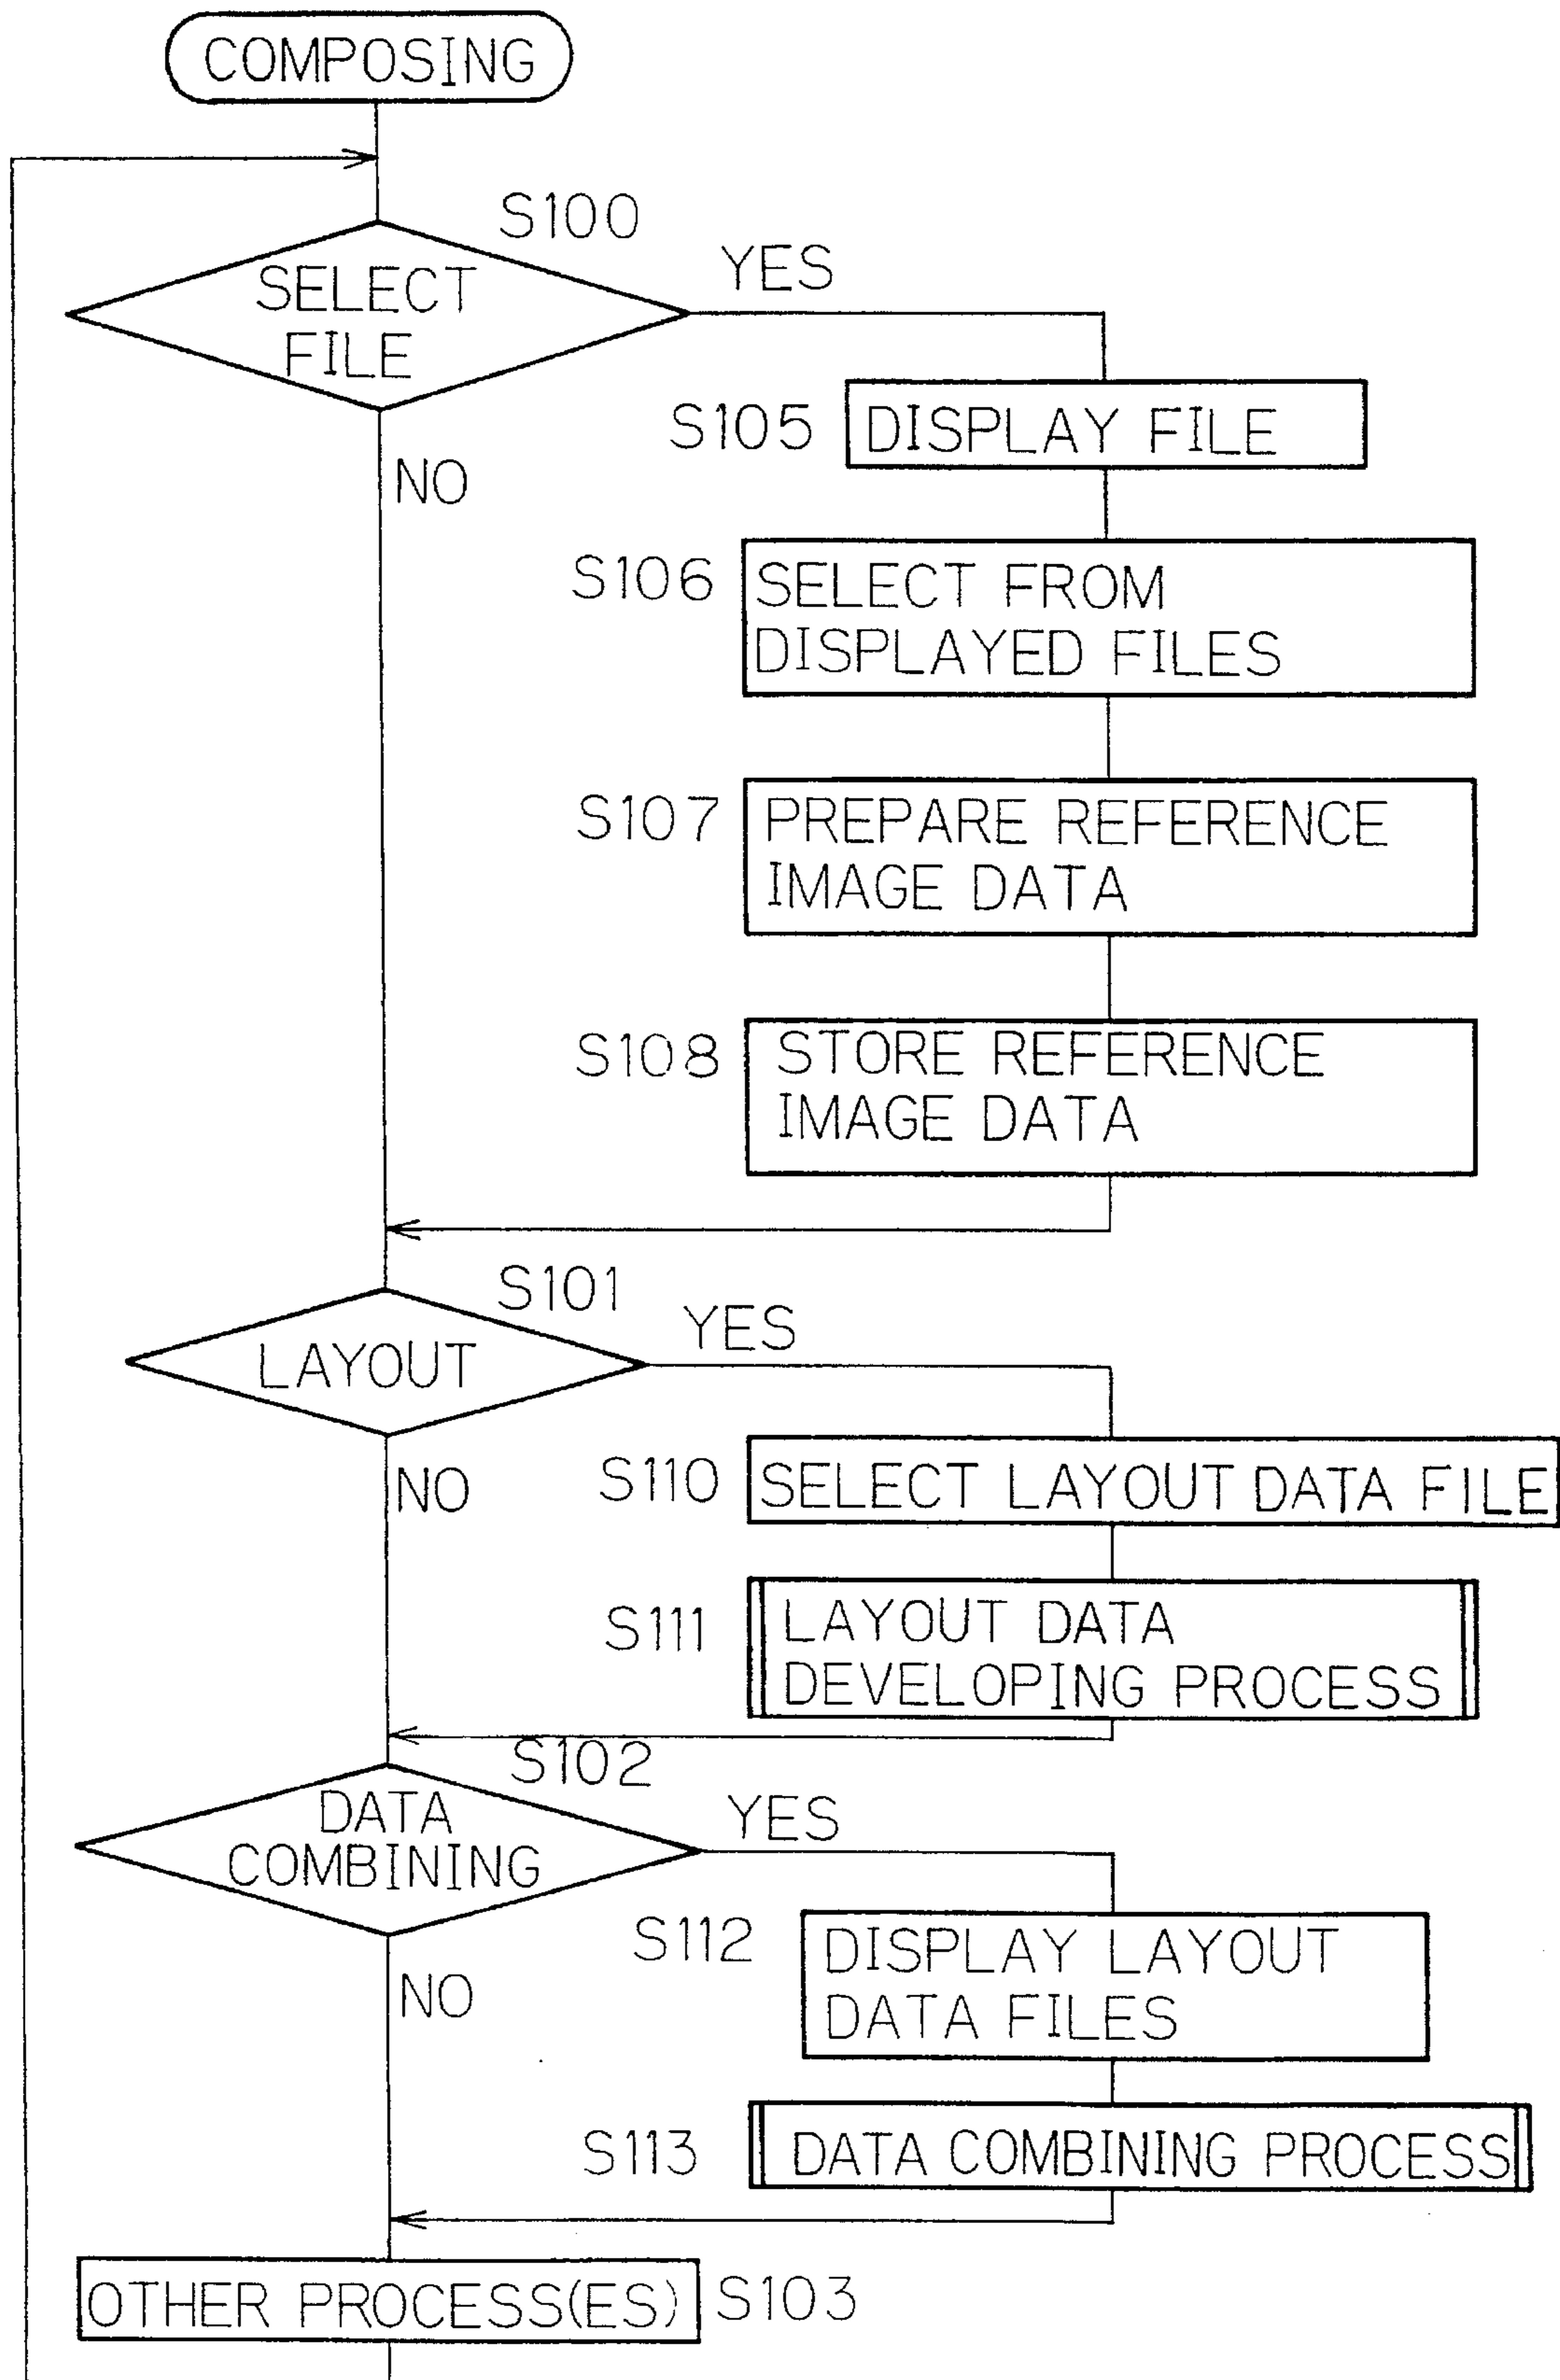 COMPOSING
S100
SELECT
FILE
YES
NO
S105
DISPLAY FILE
S106
SELECT FROM
DISPLAYED FILES
S107
PREPARE REFERENCE
IMAGE DATA
S108
STORE REFERENCE
IMAGE DATA
S101
LAYOUT
YES
NO
S110
SELECT LAYOUT DATA FILE
S111
LAYOUT DATA
DEVELOPING PROCESS
S102
DATA
COMBINING
YES
NO
S112
DISPLAY LAYOUT
DATA FILES
S113
DATA COMBINING PROCESS
OTHER PROCESS(ES)
S103